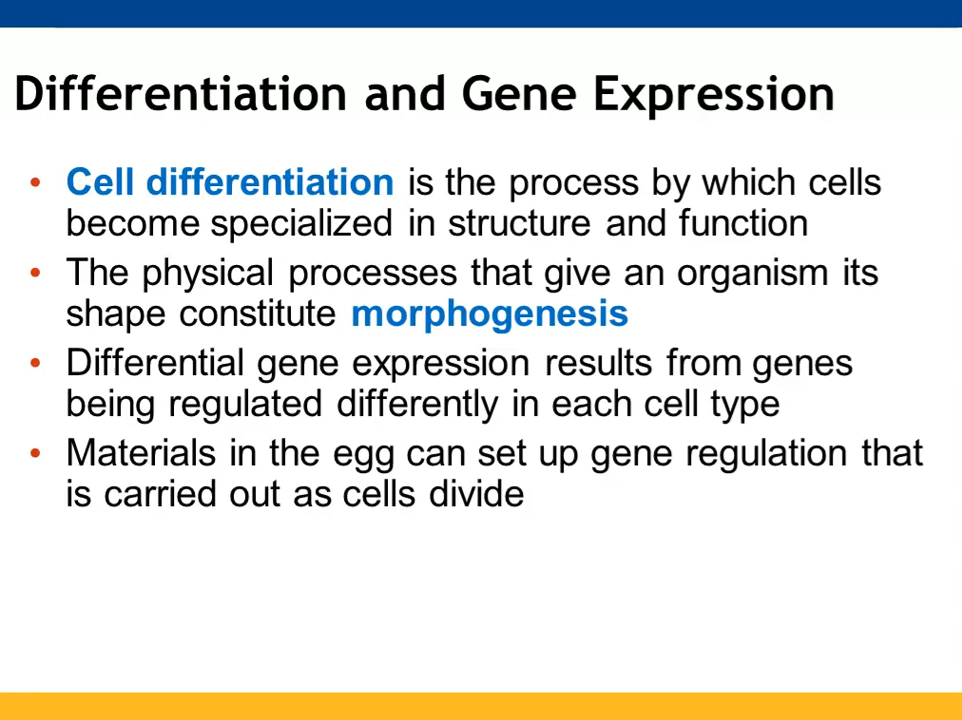 Differentiation and Gene Expression
• Cell differentiation is the process by which cells
become specialized in structure and function
• The physical processes that give an organism its
shape constitute morphogenesis
• Differential gene expression results from genes
being regulated differently in each cell type
• Materials in the egg can set up gene regulation that
is carried out as cells divide